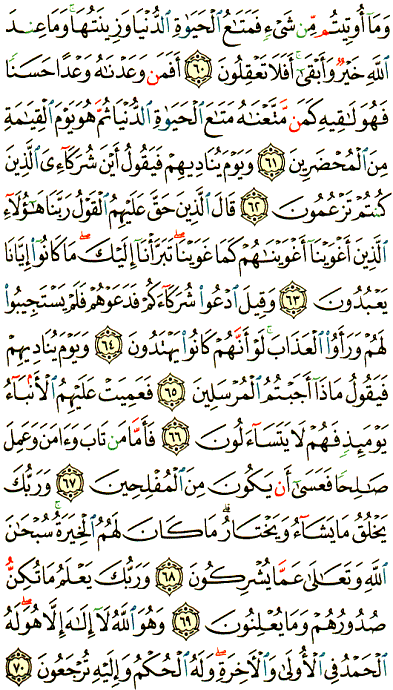 وَمَآ أُوتِيتُم مِّن شَىْءٍ فَمَتَٰعُ ٱلْحَيَوٰةِ ٱلدُّنْيَا وَزِينَتُهَا ۚ وَمَا عِندَ
ٱللَّهِ خَيْرٌ وَأَبْقَىٰٓ ۚ أَفَلَا تَعْقِلُونَ ٦٠ أَفَمَن وَعَدْنَٰهُ وَعْدًا حَسَنًا
فَهُوَ لَٰقِيهِ كَمَن مَّتَّعْنَٰهُ مَتَٰعَ ٱلْحَيَوٰةِ ٱلدُّنْيَا ثُمَّ هُوَ يَوْمَ ٱلْقِيَٰمَةِ
مِنَ ٱلْمُحْضَرِينَ ٦١ وَيَوْمَ يُنَادِيهِمْ فَيَقُولُ أَيْنَ شُرَكَآءِىَ ٱلَّذِينَ
كُنتُمْ تَزْعُمُونَ ٦٢ قَالَ ٱلَّذِينَ حَقَّ عَلَيْهِمُ ٱلْقَوْلُ رَبَّنَا هَٰٓؤُلَآءِ
ٱلَّذِينَ أَغْوَيْنَآ أَغْوَيْنَٰهُمْ كَمَا غَوَيْنَا ۖ تَبَرَّأْنَآ إِلَيْكَ ۖ مَا كَانُوٓا۟ إِيَّانَا
يَعْبُدُونَ ٦٣ وَقِيلَ ٱدْعُوا۟ شُرَكَآءَكُمْ فَدَعَوْهُمْ فَلَمْ يَسْتَجِيبُوا۟
لَهُمْ وَرَأَوُا۟ ٱلْعَذَابَ ۚ لَوْ أَنَّهُمْ كَانُوا۟ يَهْتَدُونَ ٦٤ وَيَوْمَ يُنَادِيهِمْ
فَيَقُولُ مَاذَآ أَجَبْتُمُ ٱلْمُرْسَلِينَ ٦٥ فَعَمِيَتْ عَلَيْهِمُ ٱلْأَنۢبَآءُ
يَوْمَئِذٍ فَهُمْ لَا يَتَسَآءَلُونَ ٦٦ فَأَمَّا مَن تَابَ وَءَامَنَ وَعَمِلَ
صَٰلِحًا فَعَسَىٰٓ أَن يَكُونَ مِنَ ٱلْمُفْلِحِينَ ٦٧ وَرَبُّكَ
يَخْلُقُ مَا يَشَآءُ وَيَخْتَارُ ۗ مَا كَانَ لَهُمُ ٱلْخِيَرَةُ ۚ سُبْحَٰنَ
ٱللَّهِ وَتَعَٰلَىٰ عَمَّا يُشْرِكُونَ ٦٨ وَرَبُّكَ يَعْلَمُ مَا تُكِنُّ
صُدُورُهُمْ وَمَا يُعْلِنُونَ ٦٩ وَهُوَ ٱللَّهُ لَآ إِلَٰهَ إِلَّا هُوَ ۖ لَهُ
ٱلْحَمْدُ فِى ٱلْأُولَىٰ وَٱلْءَاخِرَةِ ۖ وَلَهُ ٱلْحُكْمُ وَإِلَيْهِ تُرْجَعُونَ ٧٠